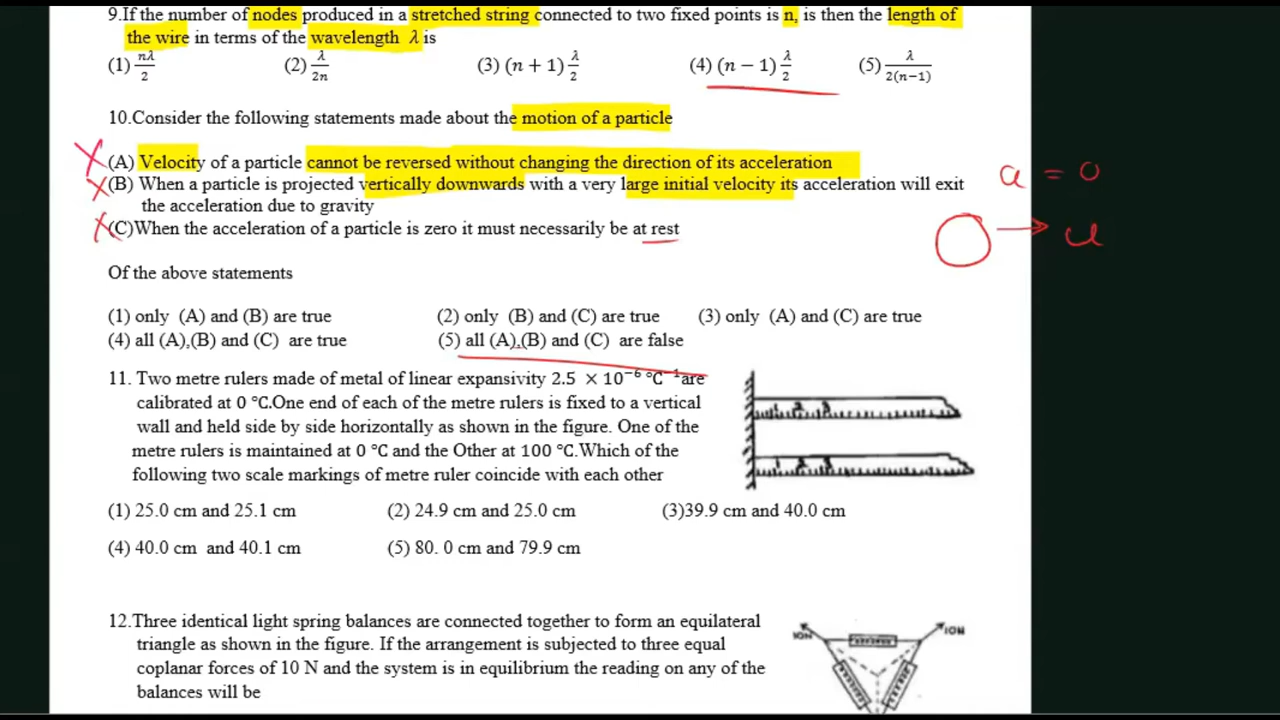 9.If the number of nodes produced in a stretched string connected to two fixed points is n, is then the length of
the wire in terms of the wavelength λ is
(1) nλ/2 (2) λ/2n (3) (n + 1) λ/2 (4) (n − 1) λ/2 (5) λ/2(n−1)
10.Consider the following statements made about the motion of a particle
(A) Velocity of a particle cannot be reversed without changing the direction of its acceleration
a = 0
(B) When a particle is projected vertically downwards with a very large initial velocity its acceleration will exit
the acceleration due to gravity
(C)When the acceleration of a particle is zero it must necessarily be at rest
u
Of the above statements
(1) only (A) and (B) are true (2) only (B) and (C) are true (3) only (A) and (C) are true
(4) all (A),(B) and (C) are true (5) all (A),(B) and (C) are false
11. Two metre rulers made of metal of linear expansivity 2.5 × 10⁻⁶ °C⁻¹are
calibrated at 0 °C.One end of each of the metre rulers is fixed to a vertical
wall and held side by side horizontally as shown in the figure. One of the
metre rulers is maintained at 0 °C and the Other at 100 °C.Which of the
following two scale markings of metre ruler coincide with each other
(1) 25.0 cm and 25.1 cm (2) 24.9 cm and 25.0 cm (3)39.9 cm and 40.0 cm
(4) 40.0 cm and 40.1 cm (5) 80. 0 cm and 79.9 cm
12.Three identical light spring balances are connected together to form an equilateral
triangle as shown in the figure. If the arrangement is subjected to three equal
coplanar forces of 10 N and the system is in equilibrium the reading on any of the
balances will be
10N 10N